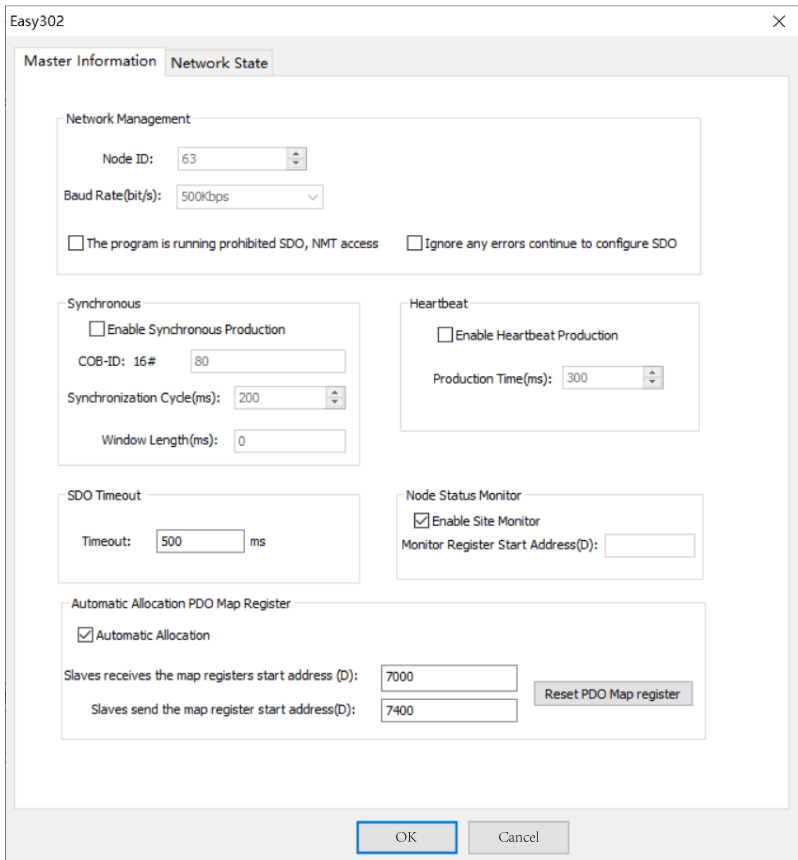 Easy302
Master Information
Network State
Network Management
Node ID: 63
Baud Rate(bit/s): 500Kbps
The program is running prohibited SDO, NMT access
Ignore any errors continue to configure SDO
Synchronous
Enable Synchronous Production
COB-ID: 16# 80
Synchronization Cycle(ms): 200
Window Length(ms): 0
Heartbeat
Enable Heartbeat Production
Production Time(ms): 300
SDO Timeout
Timeout: 500 ms
Node Status Monitor
Enable Site Monitor
Monitor Register Start Address(D):
Automatic Allocation PDO Map Register
Automatic Allocation
Slaves receives the map registers start address (D): 7000
Slaves send the map register start address(D): 7400
Reset PDO Map register
OK
Cancel